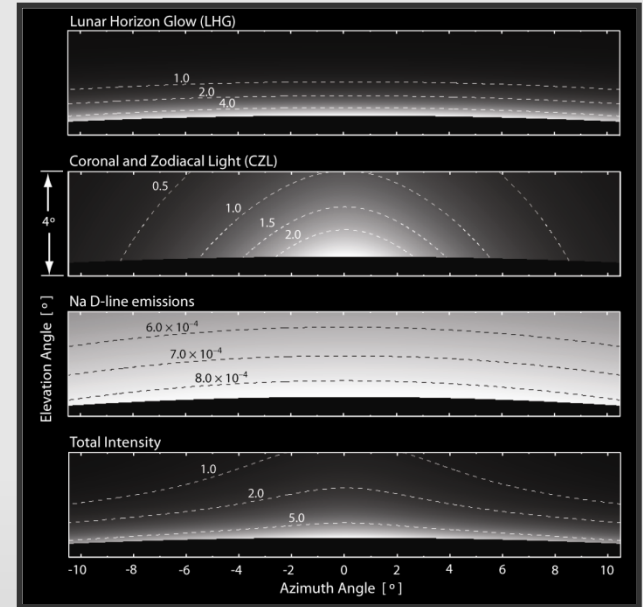 Lunar Horizon Glow (LHG)
1.0
2.0
4.0
Coronal and Zodiacal Light (CZL)
0.5
1.0
1.5
2.0
4°
Na D-line emissions
6.0 × 10⁻⁴
7.0 × 10⁻⁴
8.0 × 10⁻⁴
Elevation Angle [ º ]
Total Intensity
1.0
2.0
5.0
-10 -8 -6 -4 -2 0 2 4 6 8 10
Azimuth Angle [ º ]